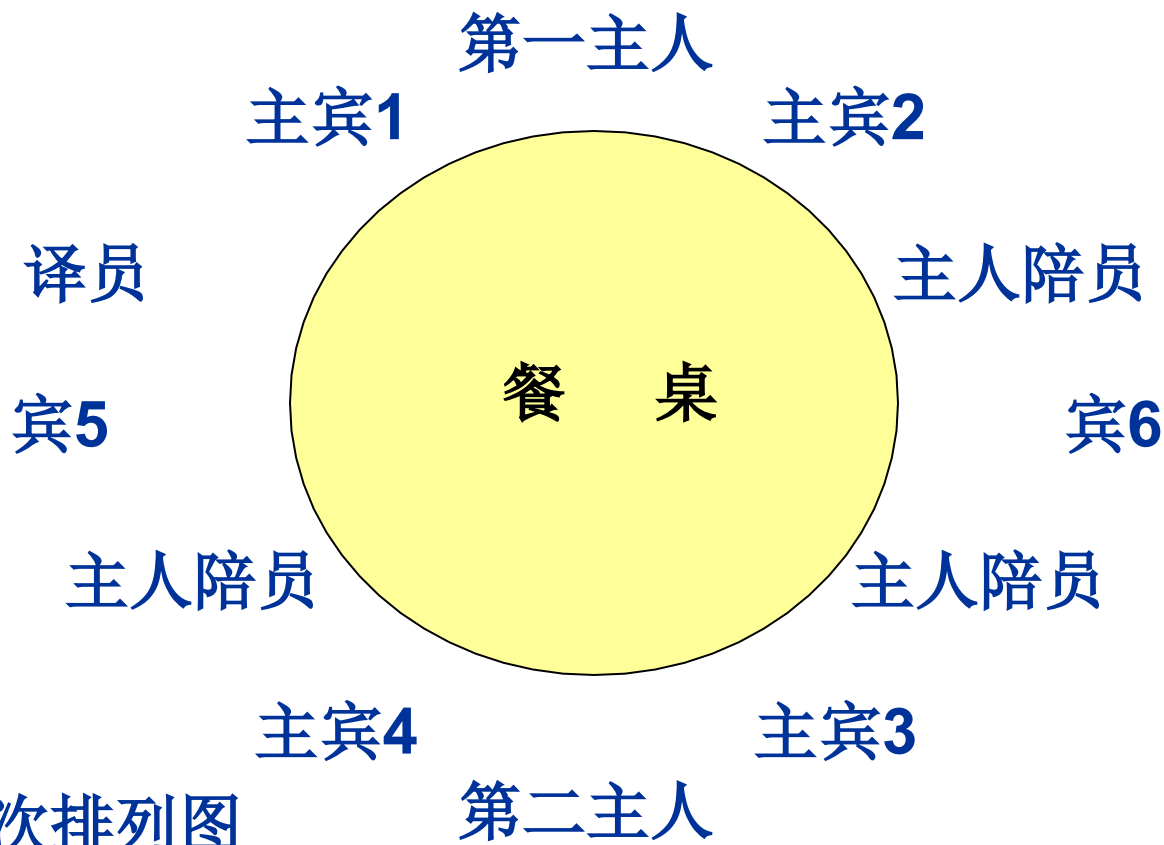 第一主人
主宾1 主宾2
译员 主人陪员
餐 桌
宾5 宾6
主人陪员 主人陪员
主宾4 主宾3
第二主人
次排列图